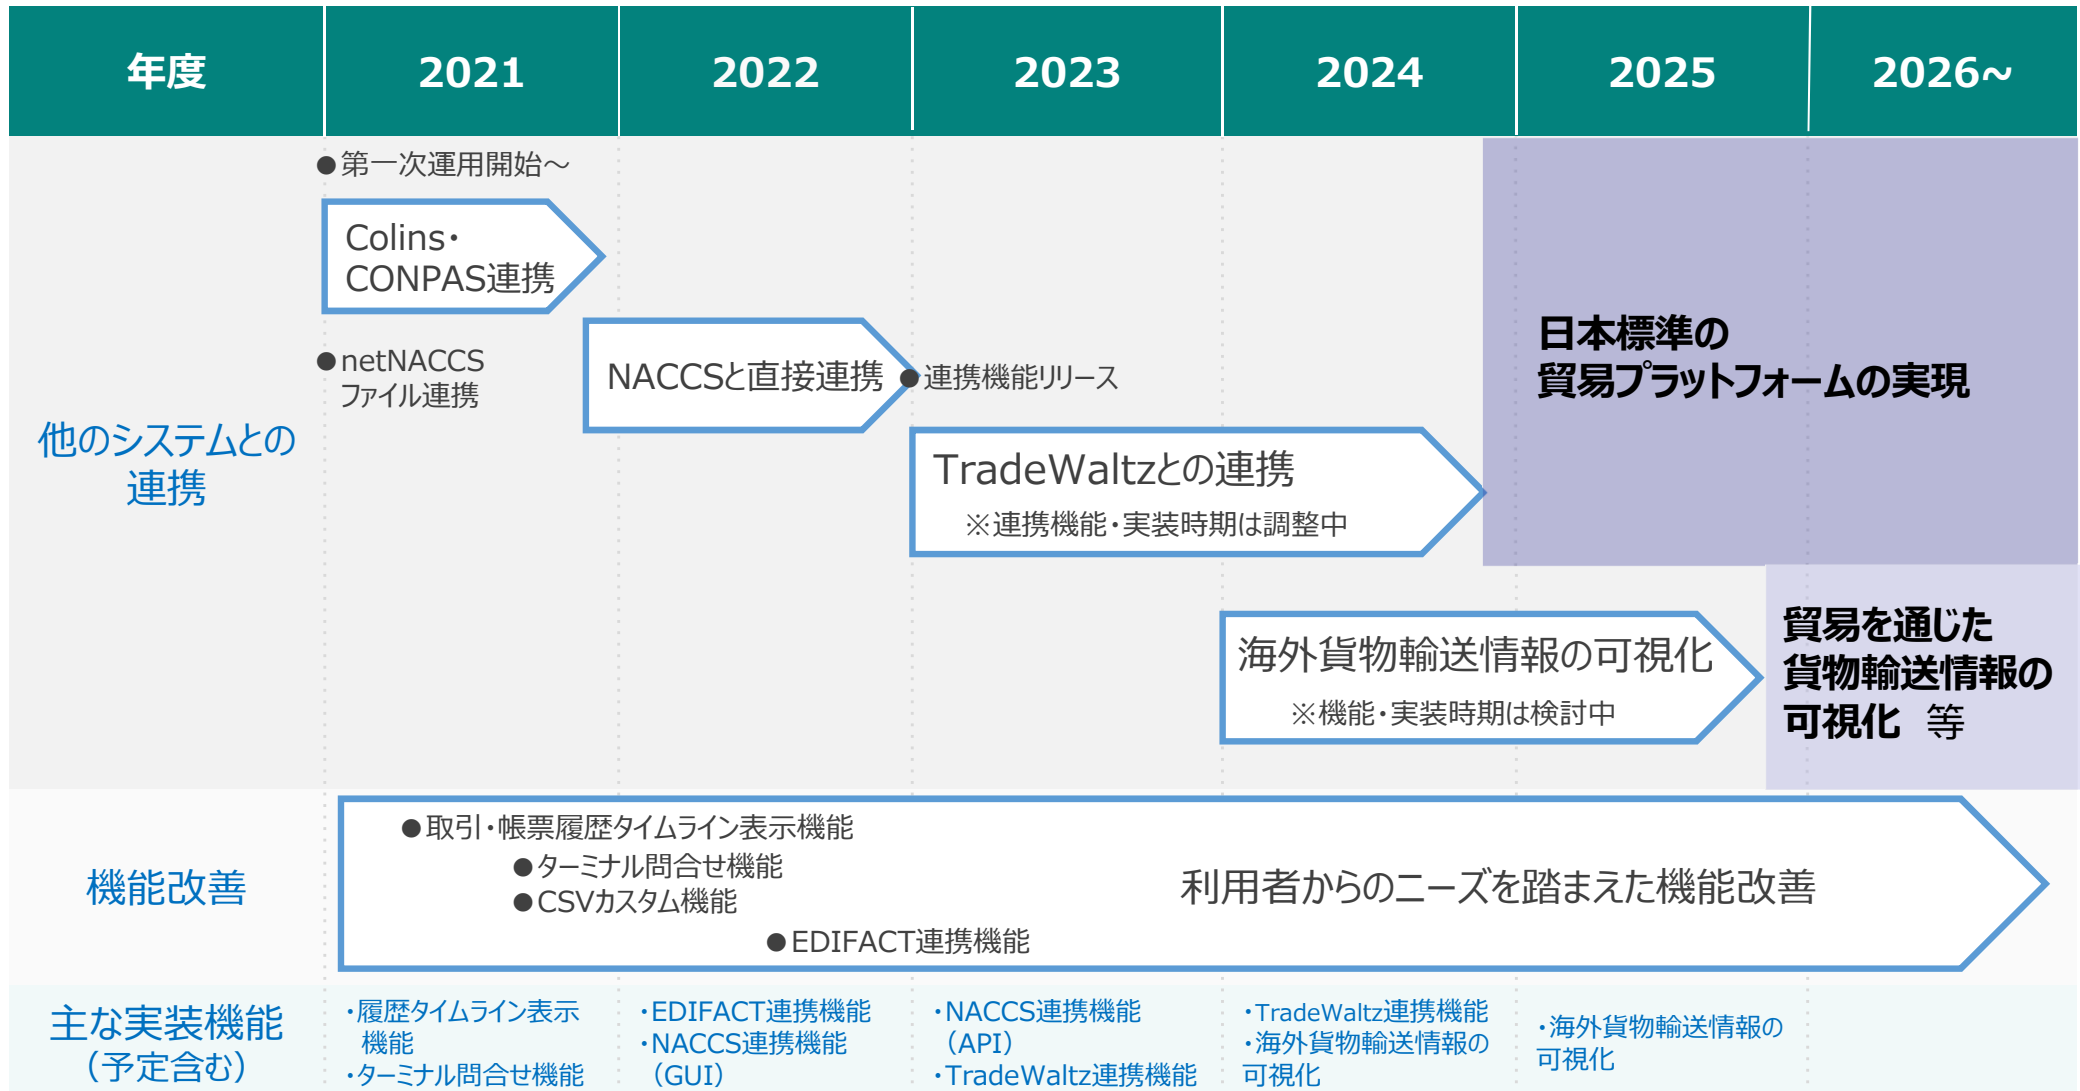 年度
2021
2022
2023
2024
2025
2026~
他のシステムとの
連携
●第一次運用開始～
Colins・
CONPAS連携
●netNACCS
ファイル連携
NACCSと直接連携
●連携機能リリース
TradeWaltzとの連携
※連携機能・実装時期は調整中
日本標準の
貿易プラットフォームの実現
海外貨物輸送情報の可視化
※機能・実装時期は検討中
貿易を通じた
貨物輸送情報の
可視化 等
機能改善
●取引・帳票履歴タイムライン表示機能
●ターミナル問合せ機能
●CSVカスタム機能
●EDIFACT連携機能
利用者からのニーズを踏まえた機能改善
主な実装機能
（予定含む）
・履歴タイムライン表示
機能
・ターミナル問合せ機能
・EDIFACT連携機能
・NACCS連携機能
（GUI）
・NACCS連携機能
（API）
・TradeWaltz連携機能
・TradeWaltz連携機能
・海外貨物輸送情報の
可視化
・海外貨物輸送情報の
可視化